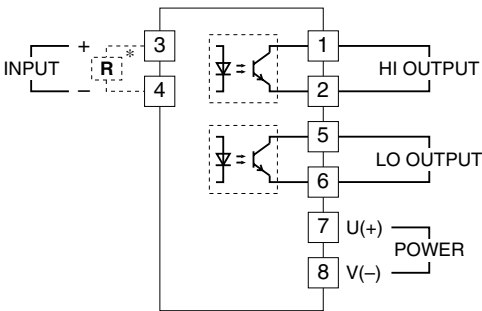 INPUT
+
–
R
*
3
4
1
2
HI OUTPUT
5
6
LO OUTPUT
7
U(+)
8
V(–)
POWER